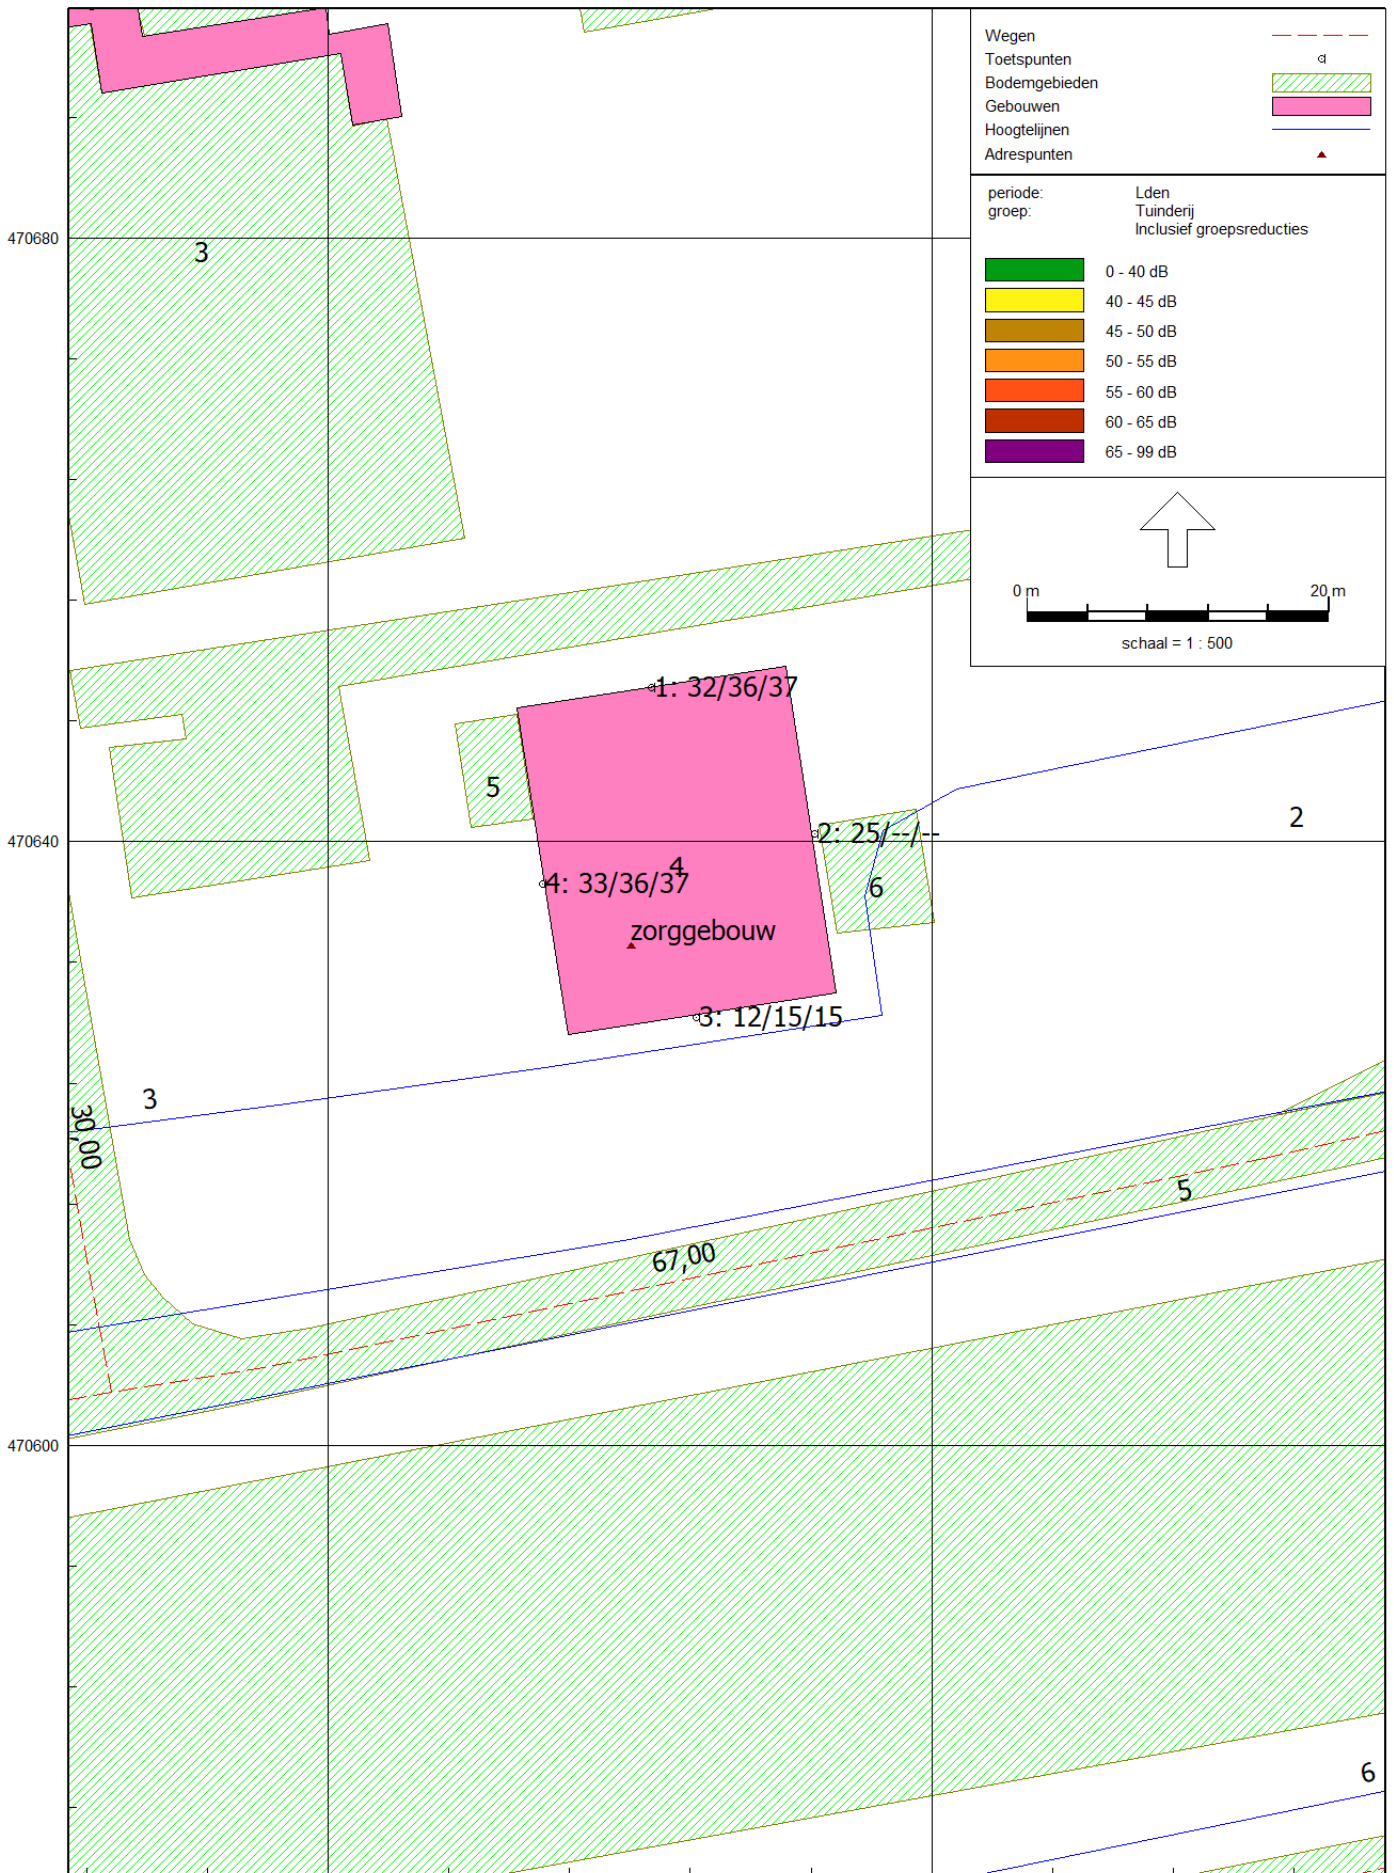 Wegen
Toetspunten
Bodemgebieden
Gebouwen
Hoogtelijnen
Adrespunten
periode: Lden
groep: Tuinderij
Inclusief groepsreducties
0 - 40 dB
40 - 45 dB
45 - 50 dB
50 - 55 dB
55 - 60 dB
60 - 65 dB
65 - 99 dB
0 m 20 m
schaal = 1 : 500
470680
3
1: 32/36/37
5
2
470640
2: 25/--/--
4
4: 33/36/37
6
zorggebouw
3: 12/15/15
3
30,00
5
67,00
470600
6